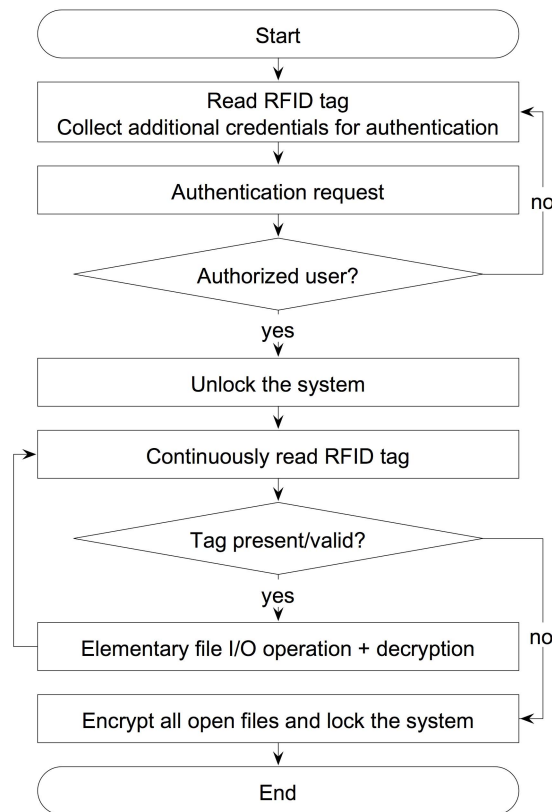 Start
Read RFID tag
Collect additional credentials for authentication
Authentication request
no
Authorized user?
yes
Unlock the system
Continuously read RFID tag
Tag present/valid?
yes
no
Elementary file I/O operation + decryption
Encrypt all open files and lock the system
End